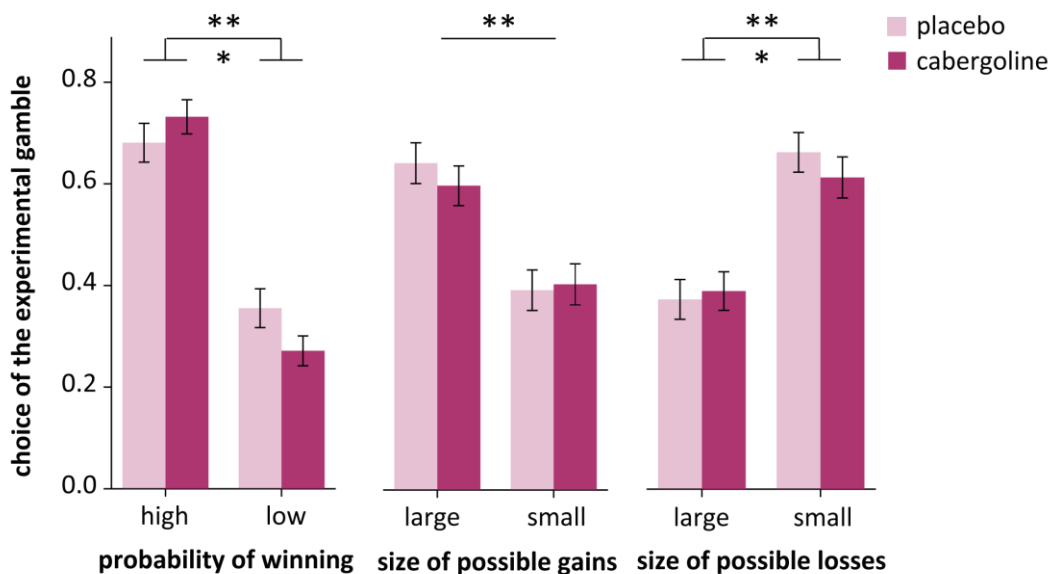 ** ** **
* *
placebo
cabergoline
choice of the experimental gamble
0.8
0.6
0.4
0.2
0.0
high low large small large small
probability of winning size of possible gains size of possible losses